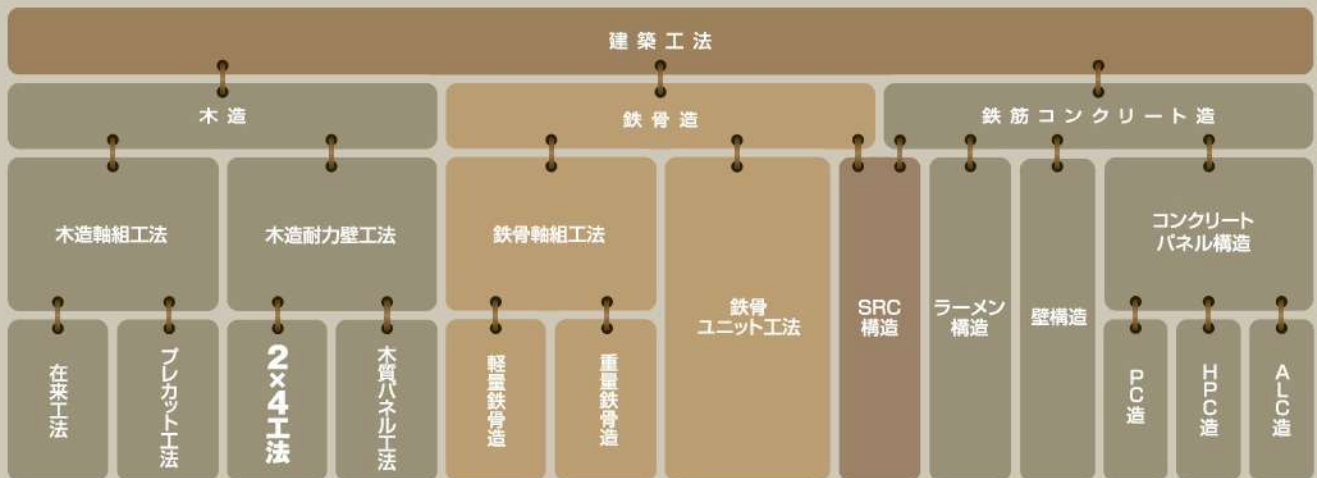 建築工法
木造
鉄骨造
鉄筋コンクリート造
木造軸組工法
木造耐力壁工法
鉄骨軸組工法
鉄骨
ユニット工法
SRC
構造
ラーメン
構造
壁構造
コンクリート
パネル構造
在来工法
プレカット工法
2×4工法
木質パネル工法
軽量鉄骨造
重量鉄骨造
PC造
HPC造
ALC造